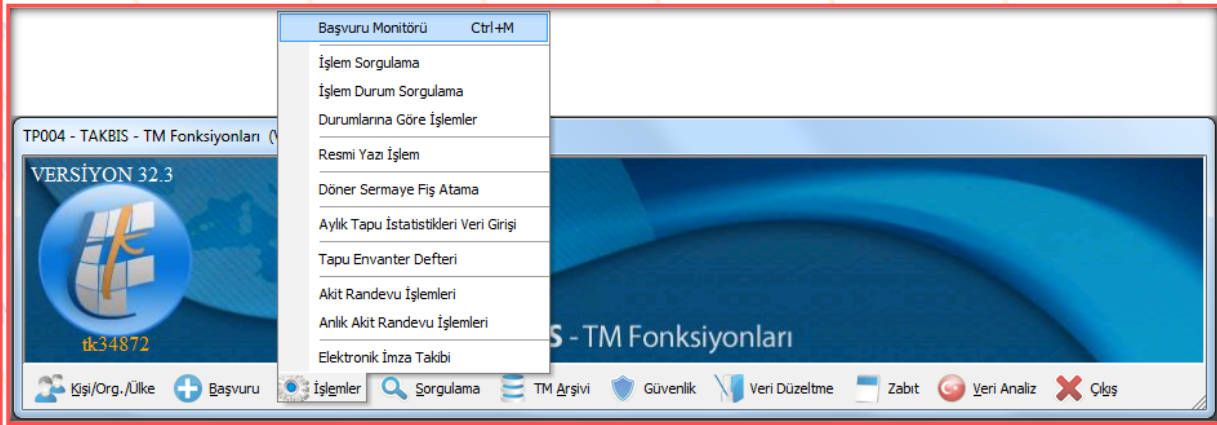 Başvuru Monitörü Ctrl+M
İşlem Sorgulama
İşlem Durum Sorgulama
Durumlarına Göre İşlemler
Resmi Yazı İşlem
Döner Sermaye Fiş Atama
Aylık Tapu İstatistikleri Veri Girişi
Tapu Envanter Defteri
Akit Randevu İşlemleri
Anlık Akit Randevu İşlemleri
Elektronik İmza Takibi
TP004 - TAKBIS - TM Fonksiyonları (
VERSİYON 32.3
tk34872
S - TM Fonksiyonları
Kişi/Org./Ülke Başvuru İşlemler Sorgulama TM Arşivi Güvenlik Veri Düzeltme Zabıt Veri Analiz Çıkış